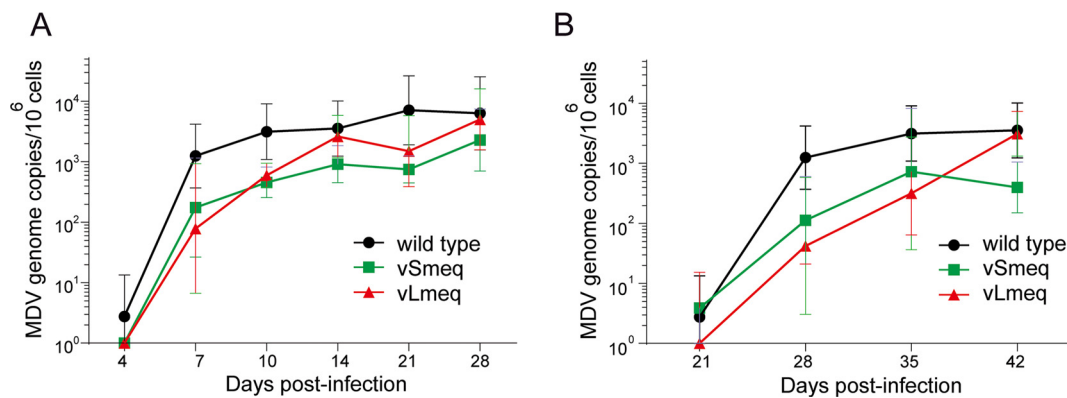 A
MDV genome copies/10^6 cells
10^4
10^3
10^2
10^1
10^0
wild type
vSmeq
vLmeq
4 7 10 14 21 28
Days post-infection
B
MDV genome copies/10^6 cells
10^4
10^3
10^2
10^1
10^0
wild type
vSmeq
vLmeq
21 28 35 42
Days post-infection